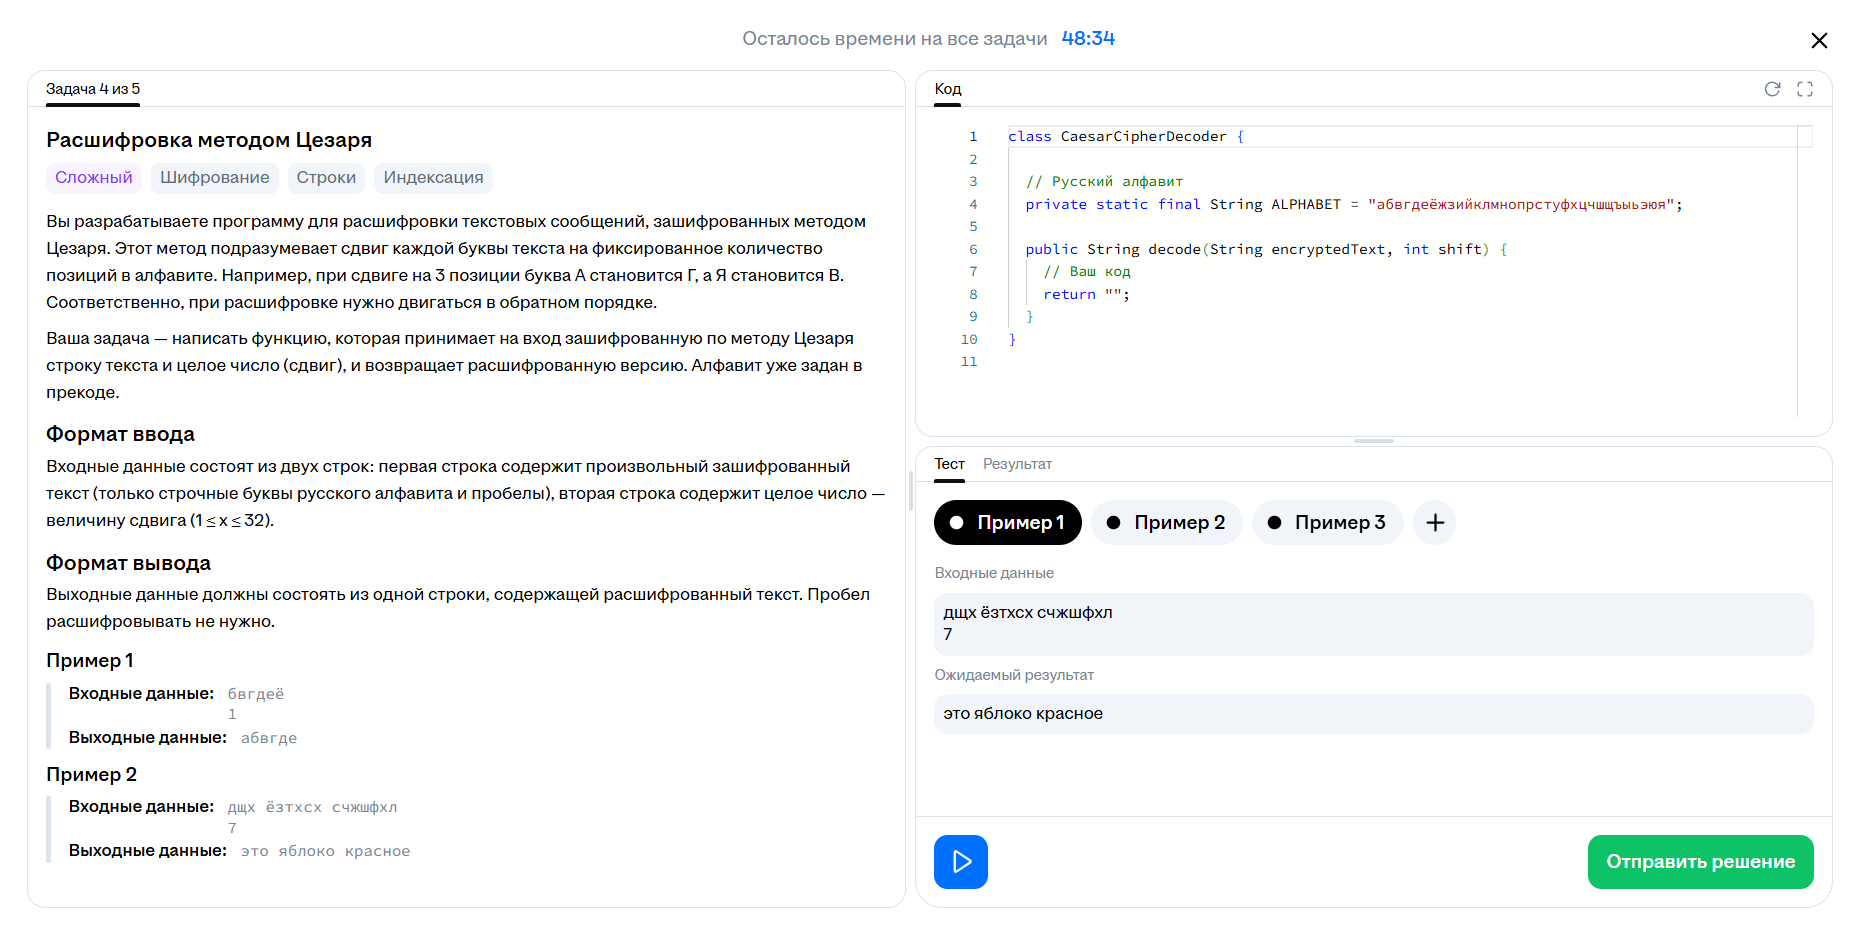 Осталось времени на все задачи 48:34
Задача 4 из 5
Расшифровка методом Цезаря
Сложный Шифрование Строки Индексация
Вы разрабатываете программу для расшифровки текстовых сообщений, зашифрованных методом
Цезаря. Этот метод подразумевает сдвиг каждой буквы текста на фиксированное количество
позиций в алфавите. Например, при сдвиге на 3 позиции буква А становится Г, а Я становится В.
Соответственно, при расшифровке нужно двигаться в обратном порядке.
Ваша задача — написать функцию, которая принимает на вход зашифрованную по методу Цезаря
строку текста и целое число (сдвиг), и возвращает расшифрованную версию. Алфавит уже задан в
прекоде.
Формат ввода
Входные данные состоят из двух строк: первая строка содержит произвольный зашифрованный
текст (только строчные буквы русского алфавита и пробелы), вторая строка содержит целое число —
величину сдвига (1 ≤ x ≤ 32).
Формат вывода
Выходные данные должны состоять из одной строки, содержащей расшифрованный текст. Пробел
расшифровывать не нужно.
Пример 1
Входные данные: бвгдеё
1
Выходные данные: абвгде
Пример 2
Входные данные: дщх ёзтхсх счжшфхл
7
Выходные данные: это яблоко красное
Код
1 class CaesarCipherDecoder {
2
3 // Русский алфавит
4 private static final String ALPHABET = "абвгдеёжзийклмнопрстуфхцчшщъыьэюя";
5
6 public String decode(String encryptedText, int shift) {
7 // Ваш код
8 return "";
9 }
10 }
11
Тест Результат
Пример 1 Пример 2 Пример 3 +
Входные данные
дщх ёзтхсх счжшфхл
7
Ожидаемый результат
это яблоко красное
Отправить решение